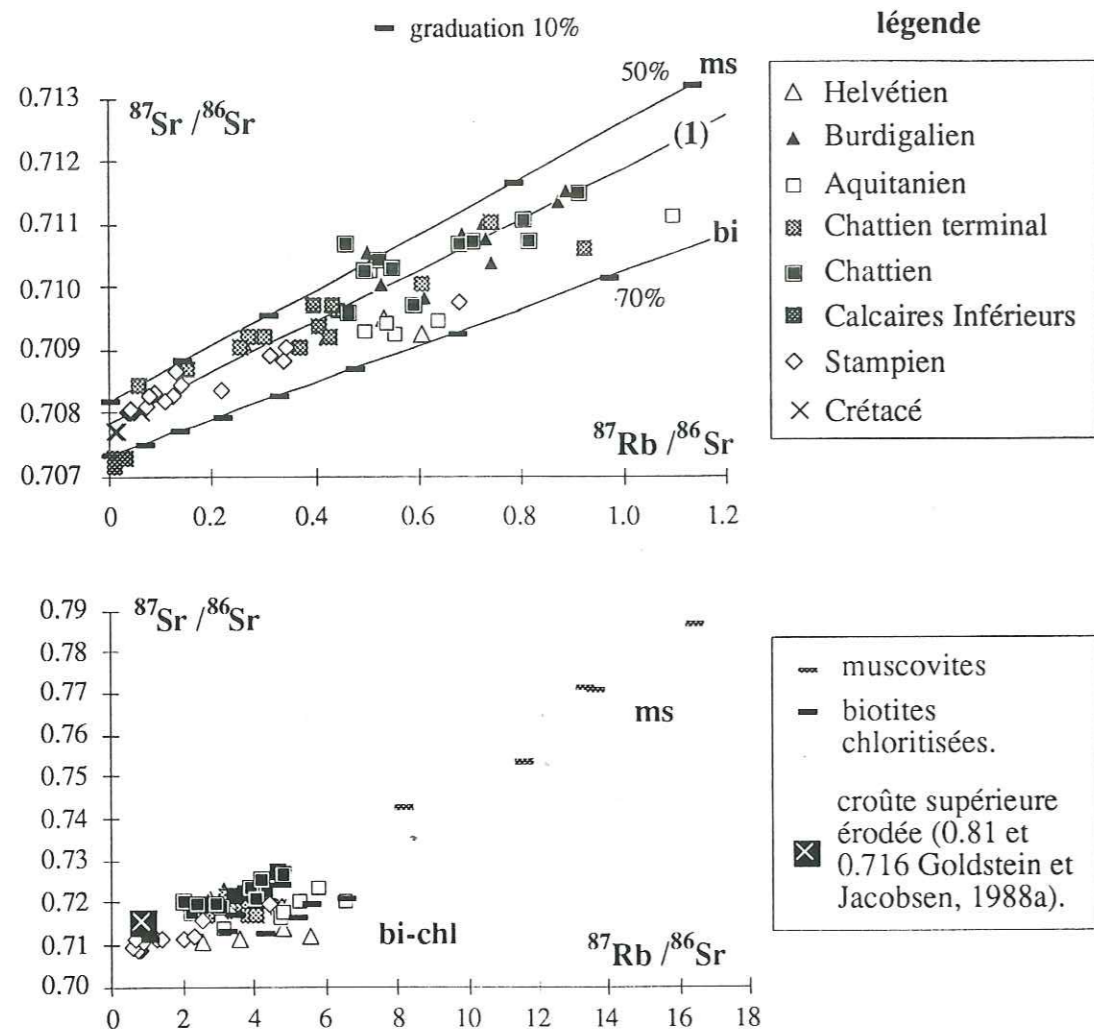 graduation 10%
légende
⁸⁷Sr /⁸⁶Sr
50%
ms
(1)
bi
70%
⁸⁷Rb /⁸⁶Sr
0.713
0.712
0.711
0.710
0.709
0.708
0.707
0 0.2 0.4 0.6 0.8 1.0 1.2
Helvétien
Burdigalien
Aquitanien
Chattien terminal
Chattien
Calcaires Inférieurs
Stampien
Crétacé
⁸⁷Sr /⁸⁶Sr
0.79
0.78
0.77
0.76
0.75
0.74
0.73
0.72
0.71
0.70
ms
bi-chl
⁸⁷Rb /⁸⁶Sr
0 2 4 6 8 10 12 14 16 18
muscovites
biotites
chloritisées.
croûte supérieure
érodée (0.81 et
0.716 Goldstein et
Jacobsen, 1988a).